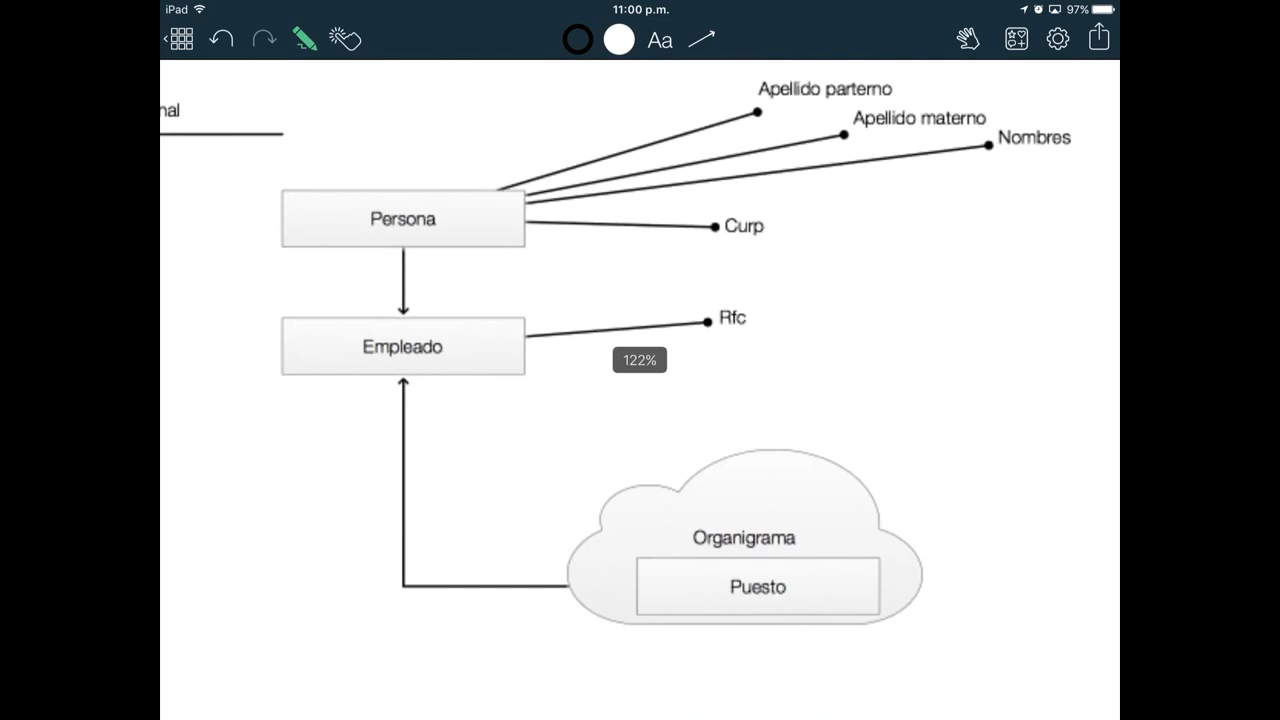 iPad
11:00 p.m.
97%
Aa
nal
Apellido parterno
Apellido materno
Nombres
Persona
Curp
Rfc
Empleado
122%
Organigrama
Puesto